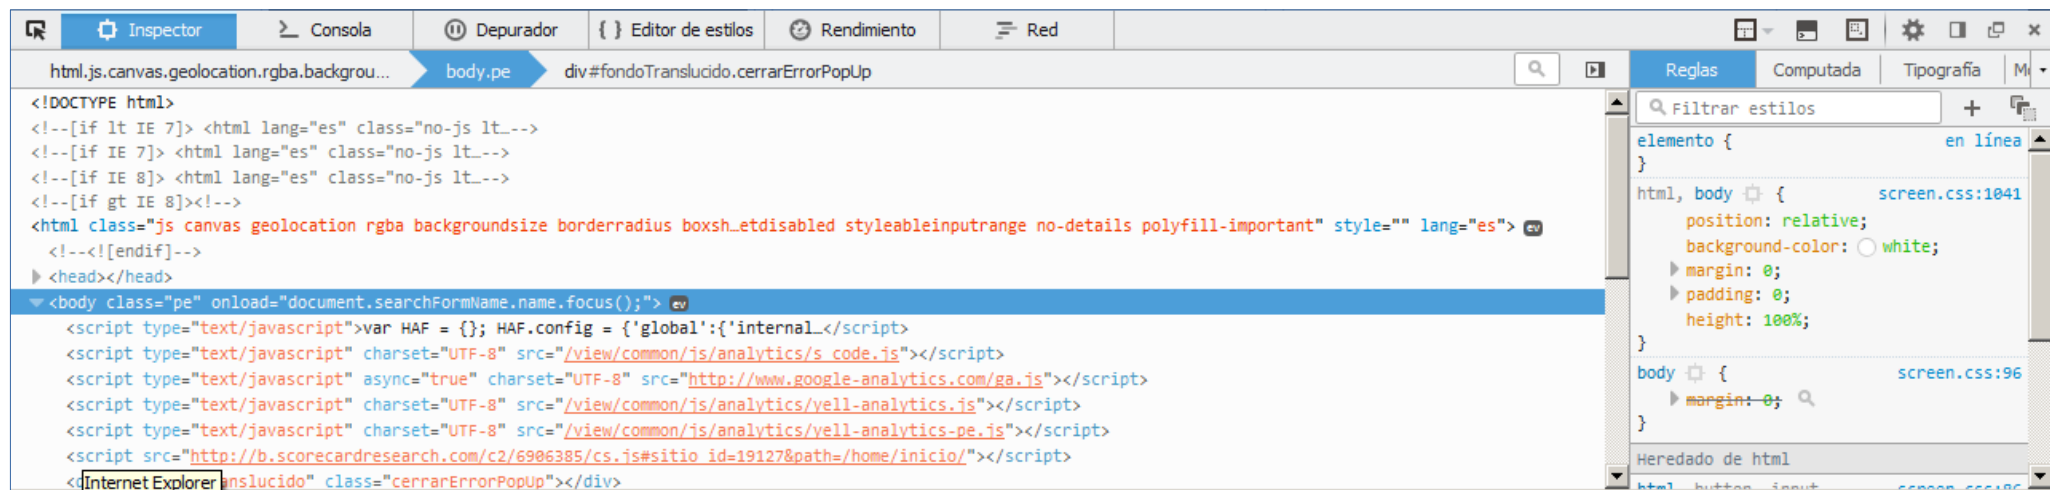 Inspector Consola Depurador { } Editor de estilos Rendimiento Red
html.js.canvas.geolocation.rgba.backgrou... body.pe div#fondoTranslucido.cerrarErrorPopUp
<!DOCTYPE html>
<!--[if lt IE 7]> <html lang="es" class="no-js lt…-->
<!--[if IE 7]> <html lang="es" class="no-js lt…-->
<!--[if IE 8]> <html lang="es" class="no-js lt…-->
<!--[if gt IE 8]><!-->
<html class="js canvas geolocation rgba backgroundsize borderradius boxsh…etdisabled styleableinputrange no-details polyfill-important" style="" lang="es"> ev
<!--<![endif]-->
<head></head>
<body class="pe" onload="document.searchFormName.name.focus();"> ev
<script type="text/javascript">var HAF = {}; HAF.config = {'global':{'internal…</script>
<script type="text/javascript" charset="UTF-8" src="/view/common/js/analytics/s_code.js"></script>
<script type="text/javascript" async="true" charset="UTF-8" src="http://www.google-analytics.com/ga.js"></script>
<script type="text/javascript" charset="UTF-8" src="/view/common/js/analytics/yell-analytics.js"></script>
<script type="text/javascript" charset="UTF-8" src="/view/common/js/analytics/yell-analytics-pe.js"></script>
<script src="http://b.scorecardresearch.com/c2/6906385/cs.js#sitio_id=19127&path=/home/inicio/"></script>
Internet Explorer anslucido" class="cerrarErrorPopUp"></div>
Reglas Computada Tipografía
Filtrar estilos
elemento { en línea
}
html, body { screen.css:1041
position: relative;
background-color: white;
margin: 0;
padding: 0;
height: 100%;
}
body { screen.css:96
margin: 0;
}
Heredado de html
html, button, input, screen.css:86